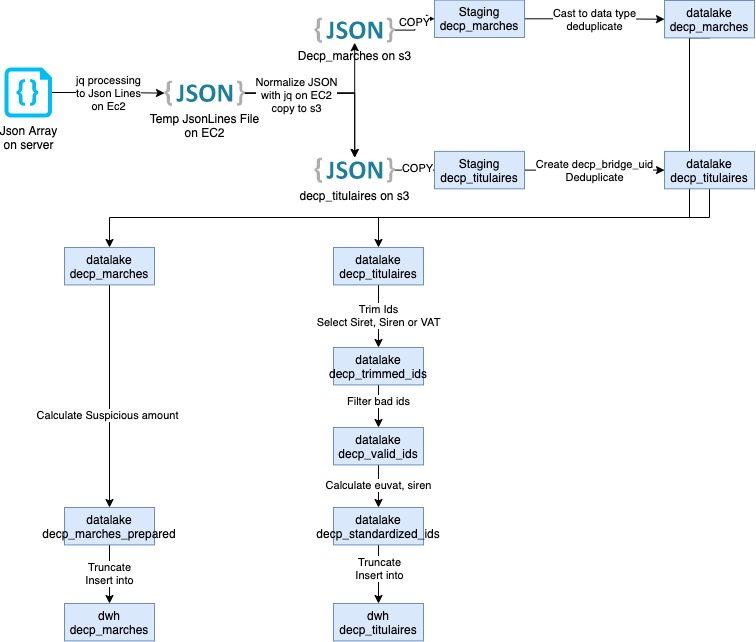 {JSON}
COPY
Decp_marches on s3
Staging
decp_marches
Cast to data type
deduplicate
datalake
decp_marches
{}
Json Array
on server
jq processing
to Json Lines
on Ec2
{JSON}
Temp JsonLines File
on EC2
Normalize JSON
with jq on EC2
copy to s3
{JSON}
COPY
decp_titulaires on s3
Staging
decp_titulaires
Create decp_bridge_uid
Deduplicate
datalake
decp_titulaires
datalake
decp_marches
datalake
decp_titulaires
Trim Ids
Select Siret, Siren or VAT
datalake
decp_trimmed_ids
Filter bad ids
Calculate Suspicious amount
datalake
decp_valid_ids
Calculate euvat, siren
datalake
decp_marches_prepared
datalake
decp_standardized_ids
Truncate
Insert into
Truncate
Insert into
dwh
decp_marches
dwh
decp_titulaires